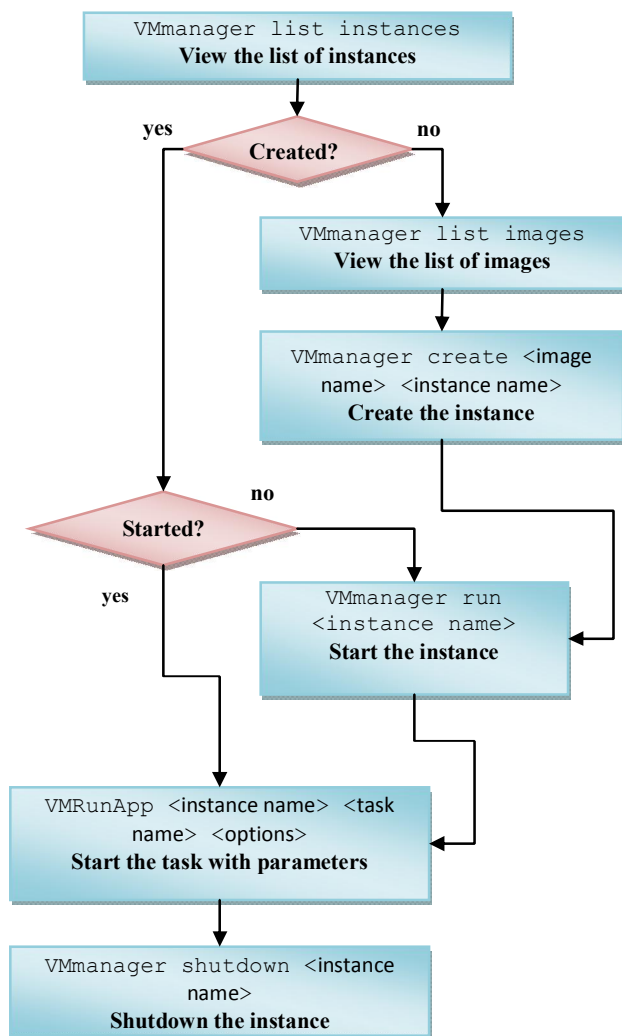 VMmanager list instances
View the list of instances
yes
no
Created?
VMmanager list images
View the list of images
VMmanager create <image
name> <instance name>
Create the instance
no
Started?
yes
VMmanager run
<instance name>
Start the instance
VMRunApp <instance name> <task
name> <options>
Start the task with parameters
VMmanager shutdown <instance
name>
Shutdown the instance